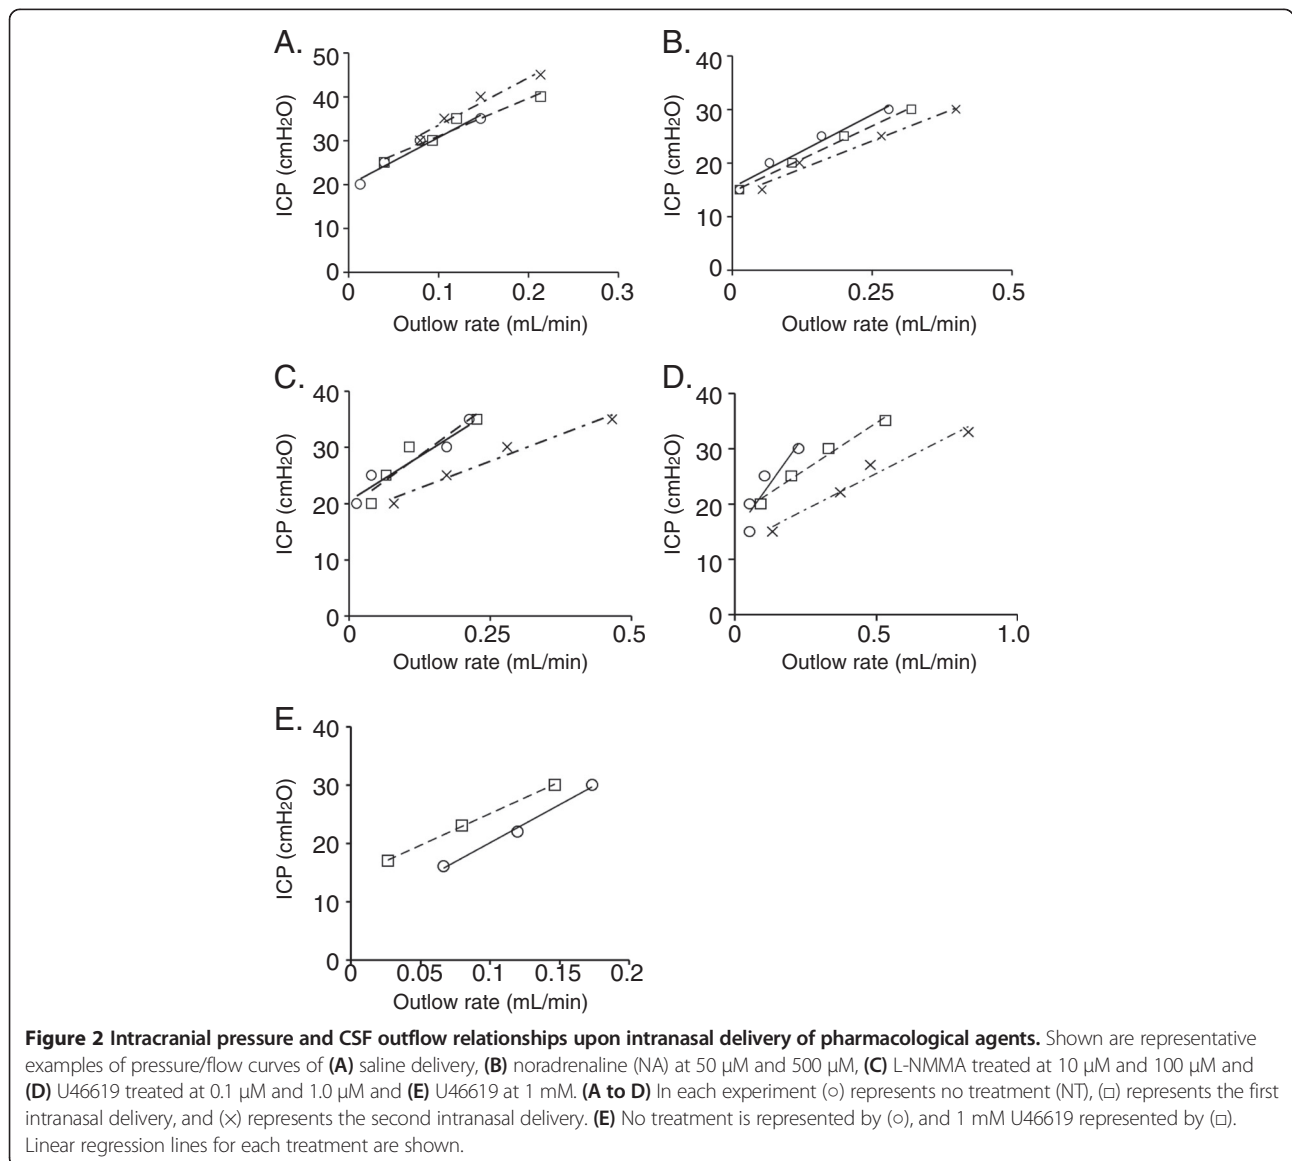 A.
50
40
30
20
10
0
ICP (cmH2O)
0 0.1 0.2 0.3
Outflow rate (mL/min)
B.
40
30
20
10
0
ICP (cmH2O)
0 0.25 0.5
Outflow rate (mL/min)
C.
40
30
20
10
0
ICP (cmH2O)
0 0.25 0.5
Outflow rate (mL/min)
D.
40
30
20
10
0
ICP (cmH2O)
0 0.5 1.0
Outflow rate (mL/min)
E.
40
30
20
10
0
ICP (cmH2O)
0 0.05 0.1 0.15 0.2
Outflow rate (mL/min)
Figure 2 Intracranial pressure and CSF outflow relationships upon intranasal delivery of pharmacological agents. Shown are representative
examples of pressure/flow curves of (A) saline delivery, (B) noradrenaline (NA) at 50 μM and 500 μM, (C) L-NMMA treated at 10 μM and 100 μM and
(D) U46619 treated at 0.1 μM and 1.0 μM and (E) U46619 at 1 mM. (A to D) In each experiment (○) represents no treatment (NT), (□) represents the first
intranasal delivery, and (×) represents the second intranasal delivery. (E) No treatment is represented by (○), and 1 mM U46619 represented by (□).
Linear regression lines for each treatment are shown.